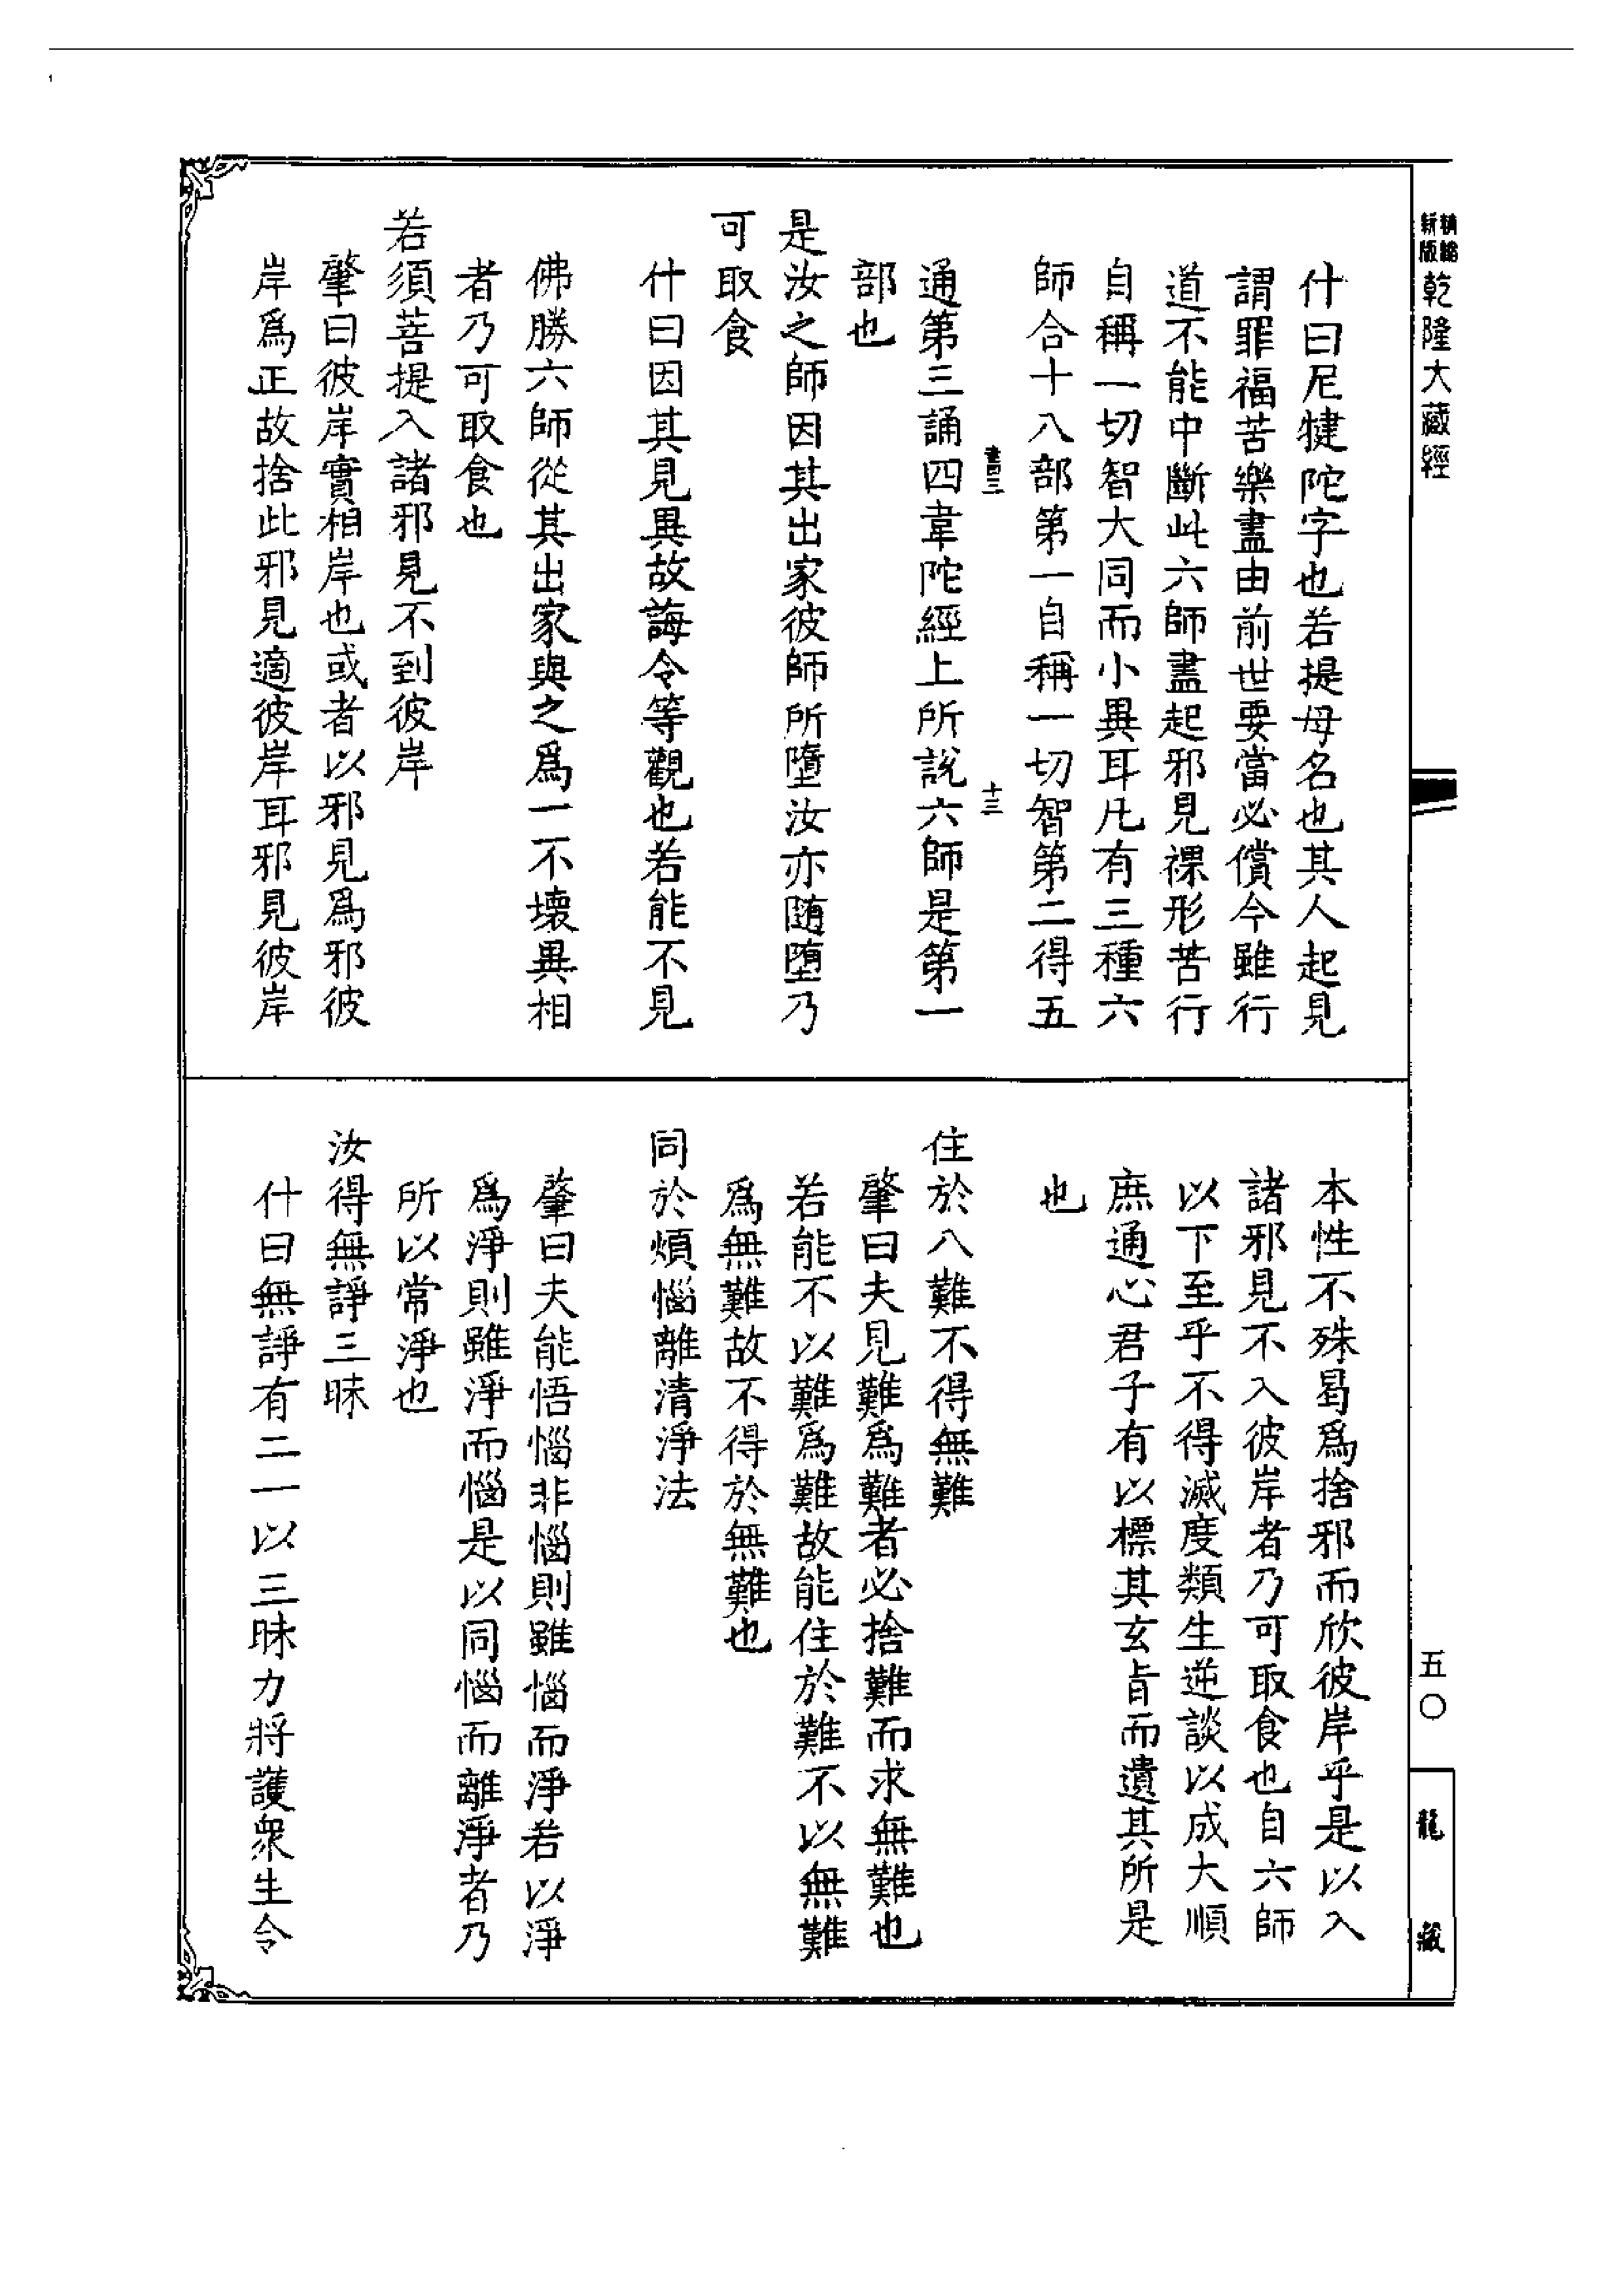 精縮
新版
乾隆大藏經
什曰尼犍陀字也若提母名也其人起見
謂罪福苦樂盡由前世要當必償今雖行
道不能中斷此六師盡起邪見裸形苦行
自稱一切智大同而小異耳凡有三種六
師合十八部第一自稱一切智第二得五
書三
十三
通第三誦四韋陀經上所說六師是第一
部也
是汝之師因其出家彼師所墮汝亦隨墮乃
可取食
什曰因其見異故誨令等觀也若能不見
佛勝六師從其出家與之爲一不壞異相
者乃可取食也
若須菩提入諸邪見不到彼岸
肇曰彼岸實相岸也或者以邪見爲邪彼
岸爲正故捨此邪見適彼岸耳邪見彼岸
本性不殊曷爲捨邪而欣彼岸乎是以入
諸邪見不入彼岸者乃可取食也自六師
以下至乎不得滅度類生逆談以成大順
庶通心君子有以標其玄旨而遺其所是
也
住於八難不得無難
肇曰夫見難爲難者必捨難而求無難也
若能不以難爲難故能住於難不以無難
爲無難故不得於無難也
同於煩惱離清淨法
肇曰夫能悟惱非惱則雖惱而淨若以淨
爲淨則雖淨而惱是以同惱而離淨者乃
所以常淨也
汝得無諍三昧
什曰無諍有二一以三昧力將護衆生令
五〇
龍藏